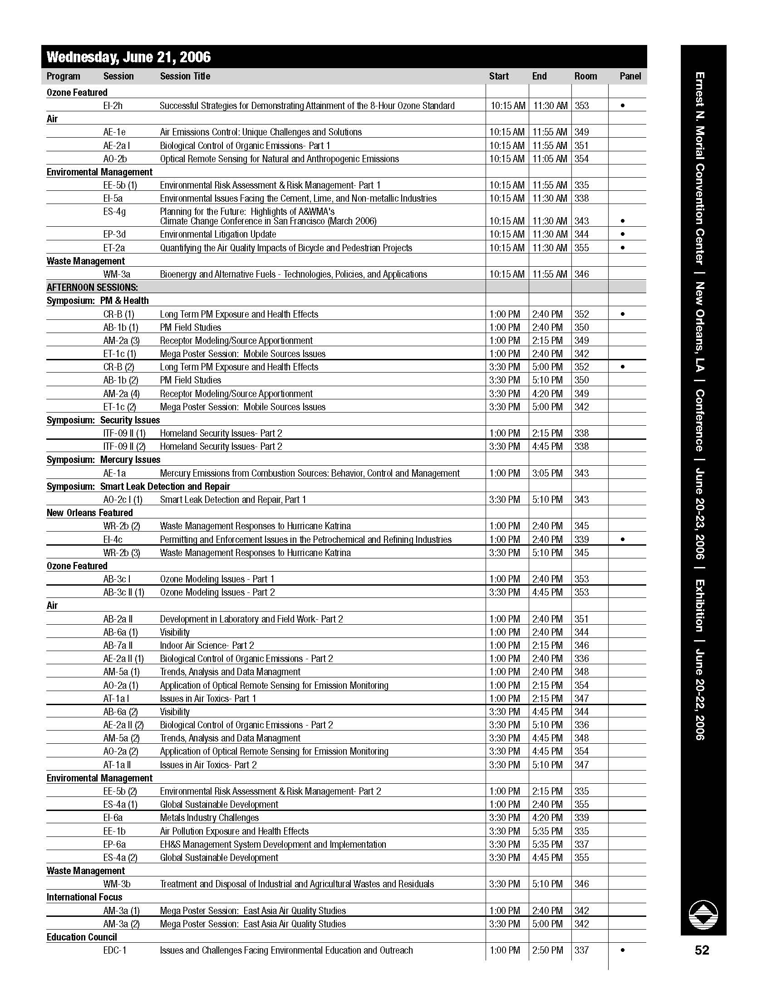 Wednesday, June 21, 2006
Program Session Session Title Start End Room Panel
Ozone Featured
EI-2h Successful Strategies for Demonstrating Attainment of the 8-Hour Ozone Standard 10:15 AM 11:30 AM 353 •
Air
AE-1e Air Emissions Control: Unique Challenges and Solutions 10:15 AM 11:55 AM 349
AE-2a I Biological Control of Organic Emissions- Part 1 10:15 AM 11:55 AM 351
AO-2b Optical Remote Sensing for Natural and Anthropogenic Emissions 10:15 AM 11:05 AM 354
Enviromental Management
EE-5b (1) Environmental Risk Assessment & Risk Management- Part 1 10:15 AM 11:55 AM 335
EI-5a Environmental Issues Facing the Cement, Lime, and Non-metallic Industries 10:15 AM 11:30 AM 338
ES-4g Planning for the Future: Highlights of A&WMA's
Climate Change Conference in San Francisco (March 2006) 10:15 AM 11:30 AM 343 •
EP-3d Environmental Litigation Update 10:15 AM 11:30 AM 344 •
ET-2a Quantifying the Air Quality Impacts of Bicycle and Pedestrian Projects 10:15 AM 11:30 AM 355 •
Waste Management
WM-3a Bioenergy and Alternative Fuels - Technologies, Policies, and Applications 10:15 AM 11:55 AM 346
AFTERNOON SESSIONS:
Symposium: PM & Health
CR-B (1) Long Term PM Exposure and Health Effects 1:00 PM 2:40 PM 352 •
AB-1b (1) PM Field Studies 1:00 PM 2:40 PM 350
AM-2a (3) Receptor Modeling/Source Apportionment 1:00 PM 2:15 PM 349
ET-1c (1) Mega Poster Session: Mobile Sources Issues 1:00 PM 2:40 PM 342
CR-B (2) Long Term PM Exposure and Health Effects 3:30 PM 5:00 PM 352 •
AB-1b (2) PM Field Studies 3:30 PM 5:10 PM 350
AM-2a (4) Receptor Modeling/Source Apportionment 3:30 PM 4:20 PM 349
ET-1c (2) Mega Poster Session: Mobile Sources Issues 3:30 PM 5:00 PM 342
Symposium: Security Issues
ITF-09 II (1) Homeland Security Issues- Part 2 1:00 PM 2:15 PM 338
ITF-09 II (2) Homeland Security Issues- Part 2 3:30 PM 4:45 PM 338
Symposium: Mercury Issues
AE-1a Mercury Emissions from Combustion Sources: Behavior, Control and Management 1:00 PM 3:05 PM 343
Symposium: Smart Leak Detection and Repair
AO-2c I (1) Smart Leak Detection and Repair, Part 1 3:30 PM 5:10 PM 343
New Orleans Featured
WR-2b (2) Waste Management Responses to Hurricane Katrina 1:00 PM 2:40 PM 345
EI-4c Permitting and Enforcement Issues in the Petrochemical and Refining Industries 1:00 PM 2:40 PM 339 •
WR-2b (3) Waste Management Responses to Hurricane Katrina 3:30 PM 5:10 PM 345
Ozone Featured
AB-3c I Ozone Modeling Issues - Part 1 1:00 PM 2:40 PM 353
AB-3c II (1) Ozone Modeling Issues - Part 2 3:30 PM 4:45 PM 353
Air
AB-2a II Development in Laboratory and Field Work- Part 2 1:00 PM 2:40 PM 351
AB-6a (1) Visibility 1:00 PM 2:40 PM 344
AB-7a II Indoor Air Science- Part 2 1:00 PM 2:15 PM 346
AE-2a II (1) Biological Control of Organic Emissions - Part 2 1:00 PM 2:40 PM 336
AM-5a (1) Trends, Analysis and Data Managment 1:00 PM 2:40 PM 348
AO-2a (1) Application of Optical Remote Sensing for Emission Monitoring 1:00 PM 2:15 PM 354
AT-1a I Issues in Air Toxics- Part 1 1:00 PM 2:15 PM 347
AB-6a (2) Visibility 3:30 PM 4:45 PM 344
AE-2a II (2) Biological Control of Organic Emissions - Part 2 3:30 PM 5:10 PM 336
AM-5a (2) Trends, Analysis and Data Managment 3:30 PM 4:45 PM 348
AO-2a (2) Application of Optical Remote Sensing for Emission Monitoring 3:30 PM 4:45 PM 354
AT-1a II Issues in Air Toxics- Part 2 3:30 PM 5:10 PM 347
Enviromental Management
EE-5b (2) Environmental Risk Assessment & Risk Management- Part 2 1:00 PM 2:15 PM 335
ES-4a (1) Global Sustainable Development 1:00 PM 2:40 PM 355
EI-6a Metals Industry Challenges 3:30 PM 4:20 PM 339
EE-1b Air Pollution Exposure and Health Effects 3:30 PM 5:35 PM 335
EP-6a EH&S Management System Development and Implementation 3:30 PM 5:35 PM 337
ES-4a (2) Global Sustainable Development 3:30 PM 4:45 PM 355
Waste Management
WM-3b Treatment and Disposal of Industrial and Agricultural Wastes and Residuals 3:30 PM 5:10 PM 346
International Focus
AM-3a (1) Mega Poster Session: East Asia Air Quality Studies 1:00 PM 2:40 PM 342
AM-3a (2) Mega Poster Session: East Asia Air Quality Studies 3:30 PM 5:00 PM 342
Education Council
EDC-1 Issues and Challenges Facing Environmental Education and Outreach 1:00 PM 2:50 PM 337 •
Ernest N. Morial Convention Center | New Orleans, LA | Conference | June 20-23, 2006 | Exhibition | June 20-22, 2006
52